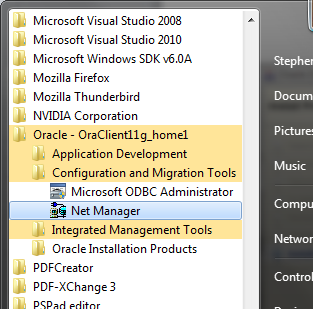 Microsoft Visual Studio 2008
Microsoft Visual Studio 2010
Microsoft Windows SDK v6.0A
Mozilla Firefox
Mozilla Thunderbird
NVIDIA Corporation
Oracle - OraClient11g_home1
Application Development
Configuration and Migration Tools
Microsoft ODBC Administrator
Net Manager
Integrated Management Tools
Oracle Installation Products
PDFCreator
PDF-XChange 3
PSPad editor
Stephen
Docum
Pictures
Music
Compu
Networ
Control